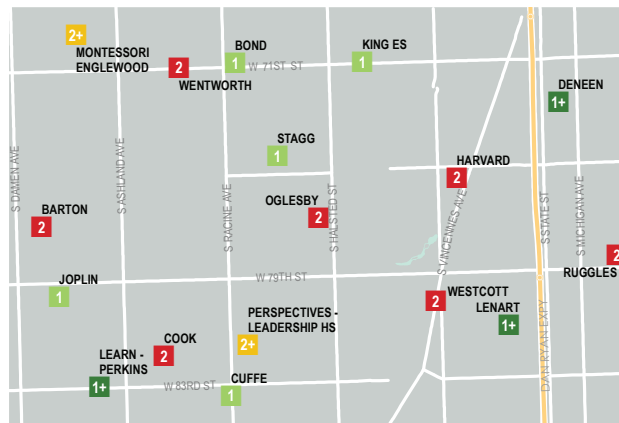 2+
MONTESSORI
ENGLEWOOD
2
WENTWORTH
BOND
1
W 71ST ST
KING ES
1
DENEEN
1+
STAGG
1
HARVARD
2
S DAMEN AVE
S ASHLAND AVE
S RACINE AVE
S HALSTED ST
S VINCENNES AVE
S STATE ST
S MICHIGAN AVE
BARTON
2
OGLESBY
2
2
RUGGLES
W 79TH ST
JOPLIN
1
WESTCOTT
2
LENART
1+
PERSPECTIVES -
LEADERSHIP HS
2+
COOK
2
LEARN -
PERKINS
1+
W 83RD ST
CUFFE
1
DAN RYAN EXPY